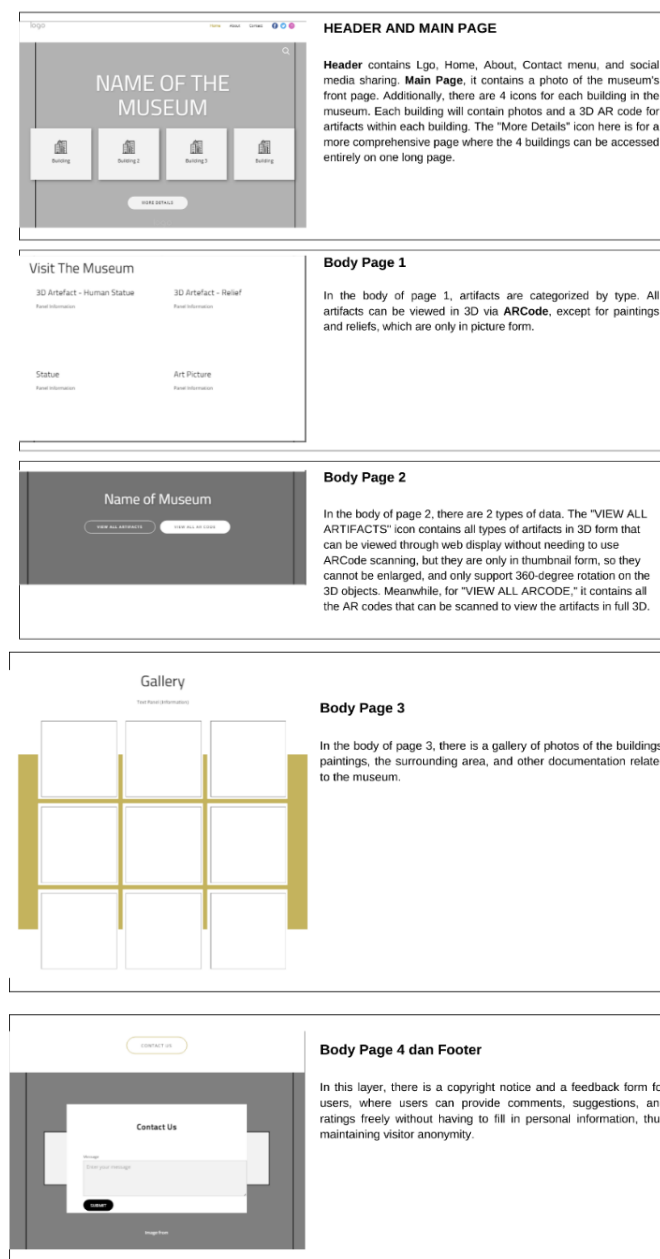 logo
Home About Contact
NAME OF THE
MUSEUM
Building
Building 2
Building 3
Building
MORE DETAILS
HEADER AND MAIN PAGE
Header contains Lgo, Home, About, Contact menu, and social
media sharing. Main Page, it contains a photo of the museum's
front page. Additionally, there are 4 icons for each building in the
museum. Each building will contain photos and a 3D AR code for
artifacts within each building. The "More Details" icon here is for a
more comprehensive page where the 4 buildings can be accessed
entirely on one long page.
Visit The Museum
3D Artefact - Human Statue
Panel Information
3D Artefact - Relief
Panel Information
Statue
Panel Information
Art Picture
Panel Information
Body Page 1
In the body of page 1, artifacts are categorized by type. All
artifacts can be viewed in 3D via ARCode, except for paintings
and reliefs, which are only in picture form.
Name of Museum
VIEW ALL ARTIFACTS
VIEW ALL AR CODE
Body Page 2
In the body of page 2, there are 2 types of data. The "VIEW ALL
ARTIFACTS" icon contains all types of artifacts in 3D form that
can be viewed through web display without needing to use
ARCode scanning, but they are only in thumbnail form, so they
cannot be enlarged, and only support 360-degree rotation on the
3D objects. Meanwhile, for "VIEW ALL ARCODE," it contains all
the AR codes that can be scanned to view the artifacts in full 3D.
Gallery
Text Panel (Information)
Body Page 3
In the body of page 3, there is a gallery of photos of the buildings
paintings, the surrounding area, and other documentation relate
to the museum.
CONTACT US
Contact Us
Message
Enter your message
SUBMIT
Image from
Body Page 4 dan Footer
In this layer, there is a copyright notice and a feedback form fo
users, where users can provide comments, suggestions, an
ratings freely without having to fill in personal information, thu
maintaining visitor anonymity.